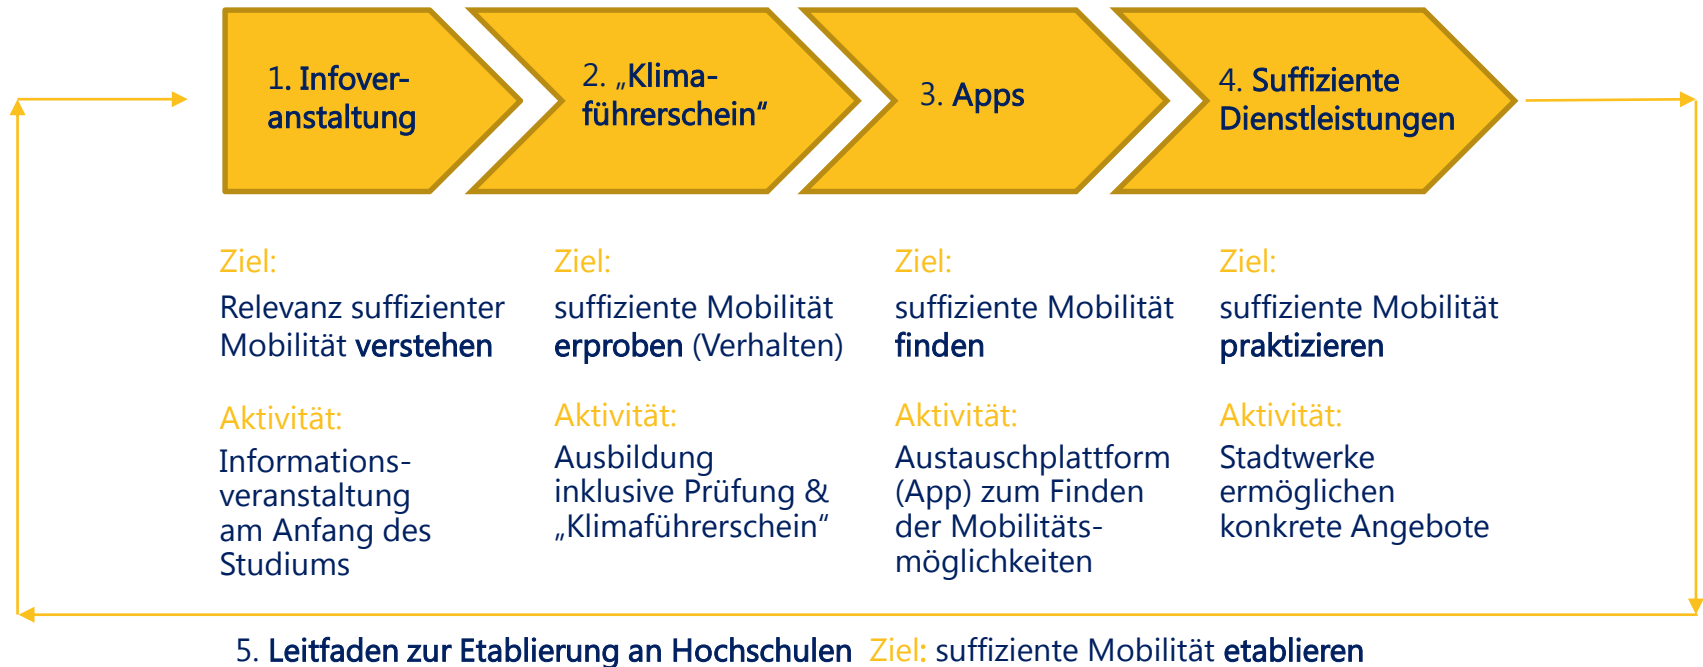 1. Infover-
anstaltung
2. „Klima-
führerschein“
3. Apps
4. Suffiziente
Dienstleistungen
Ziel:
Relevanz suffizienter
Mobilität verstehen
Aktivität:
Informations-
veranstaltung
am Anfang des
Studiums
Ziel:
suffiziente Mobilität
erproben (Verhalten)
Aktivität:
Ausbildung
inklusive Prüfung &
„Klimaführerschein“
Ziel:
suffiziente Mobilität
finden
Aktivität:
Austauschplattform
(App) zum Finden
der Mobilitäts-
möglichkeiten
Ziel:
suffiziente Mobilität
praktizieren
Aktivität:
Stadtwerke
ermöglichen
konkrete Angebote
5. Leitfaden zur Etablierung an Hochschulen Ziel: suffiziente Mobilität etablieren